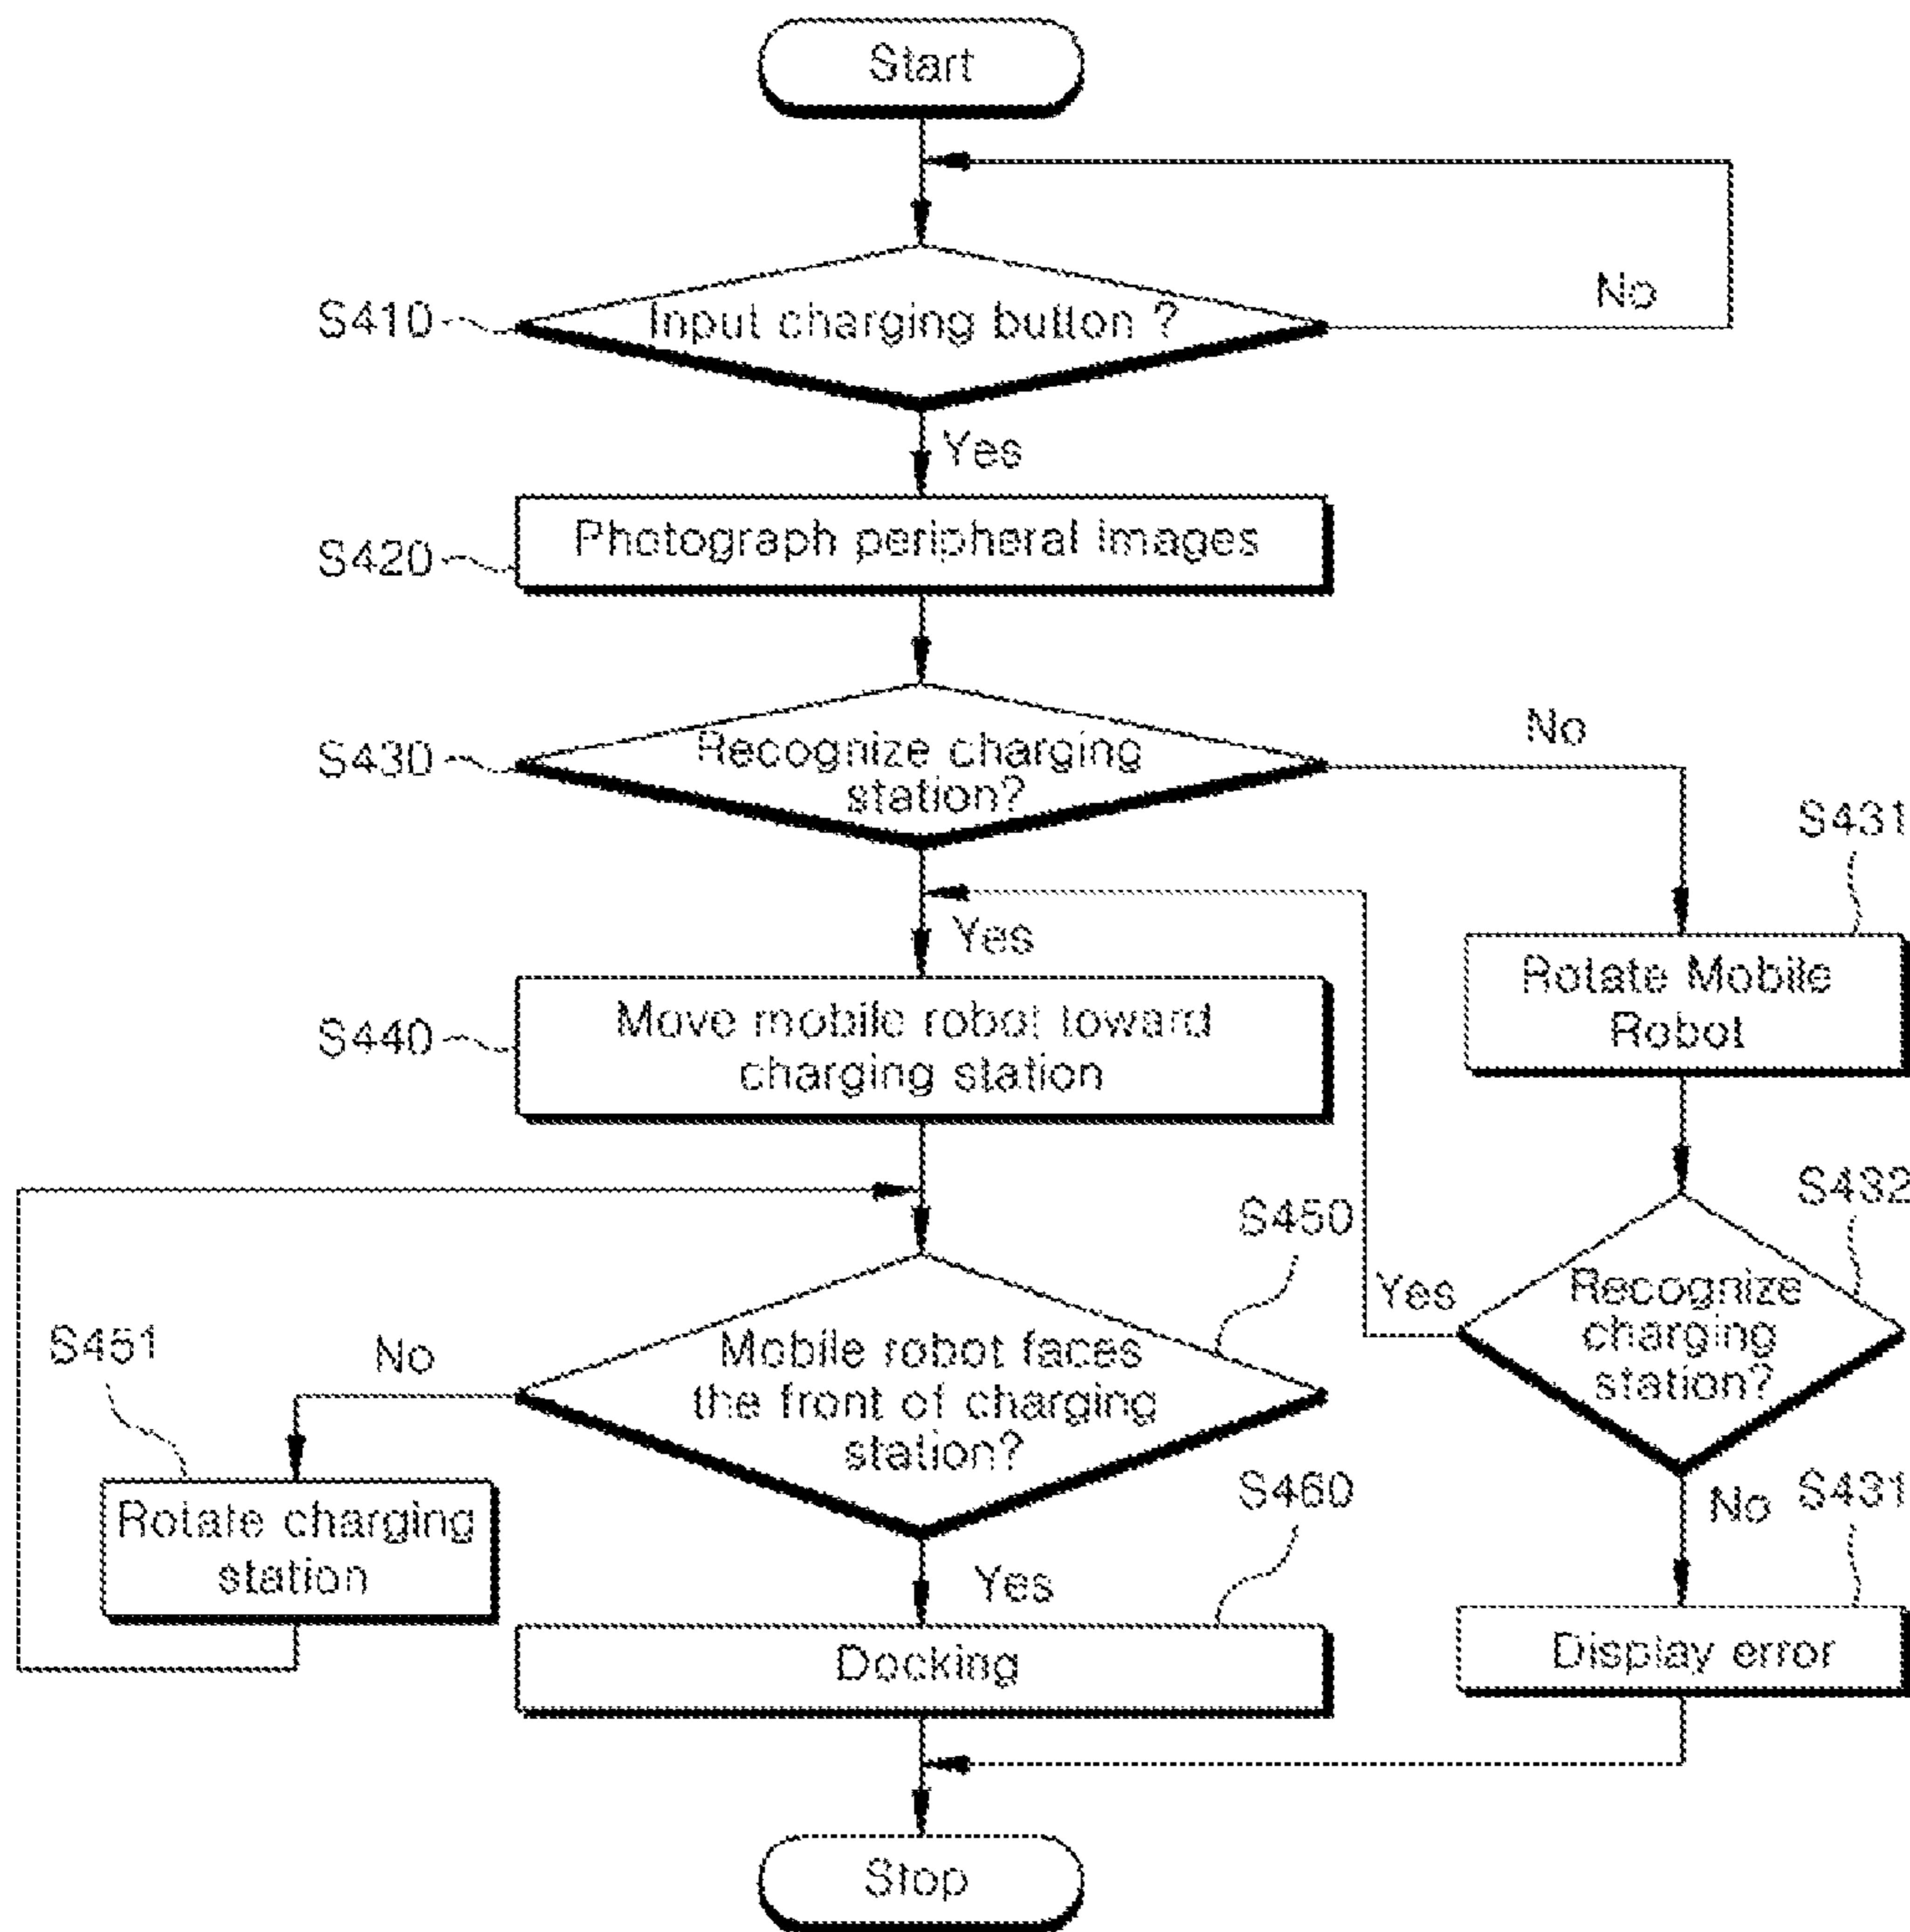 Start
No
S410
Input charging button ?
Yes
S420
Photograph peripheral images
No
S430
Recognize charging
station?
S431
Yes
S440
Move mobile robot toward
charging station
Rotate Mobile
Robot
S450
S432
S451
No
Mobile robot faces
the front of charging
station?
Yes
Recognize
charging
station?
S460
No
S431
Rotate charging
station
Yes
Docking
Display error
Stop